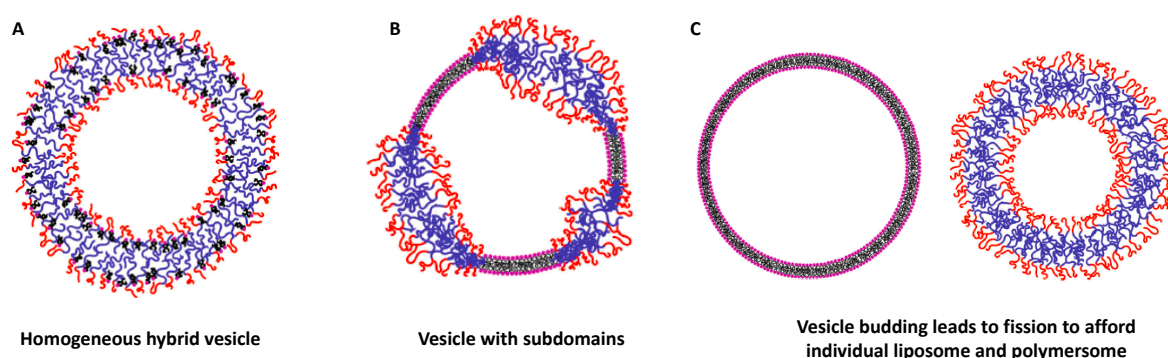 A
B
C
Homogeneous hybrid vesicle
Vesicle with subdomains
Vesicle budding leads to fission to afford
individual liposome and polymersome